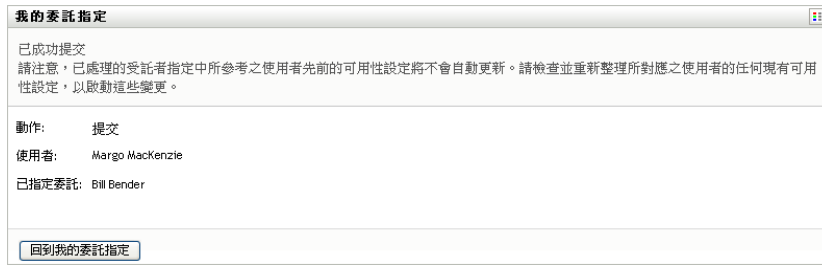 我的委託指定
已成功提交
請注意，已處理的受託者指定中所參考之使用者先前的可用性設定將不會自動更新。請檢查並重新整理所對應之使用者的任何現有可用
性設定，以啟動這些變更。
動作: 提交
使用者: Margo MacKenzie
已指定委託: Bill Bender
回到我的委託指定